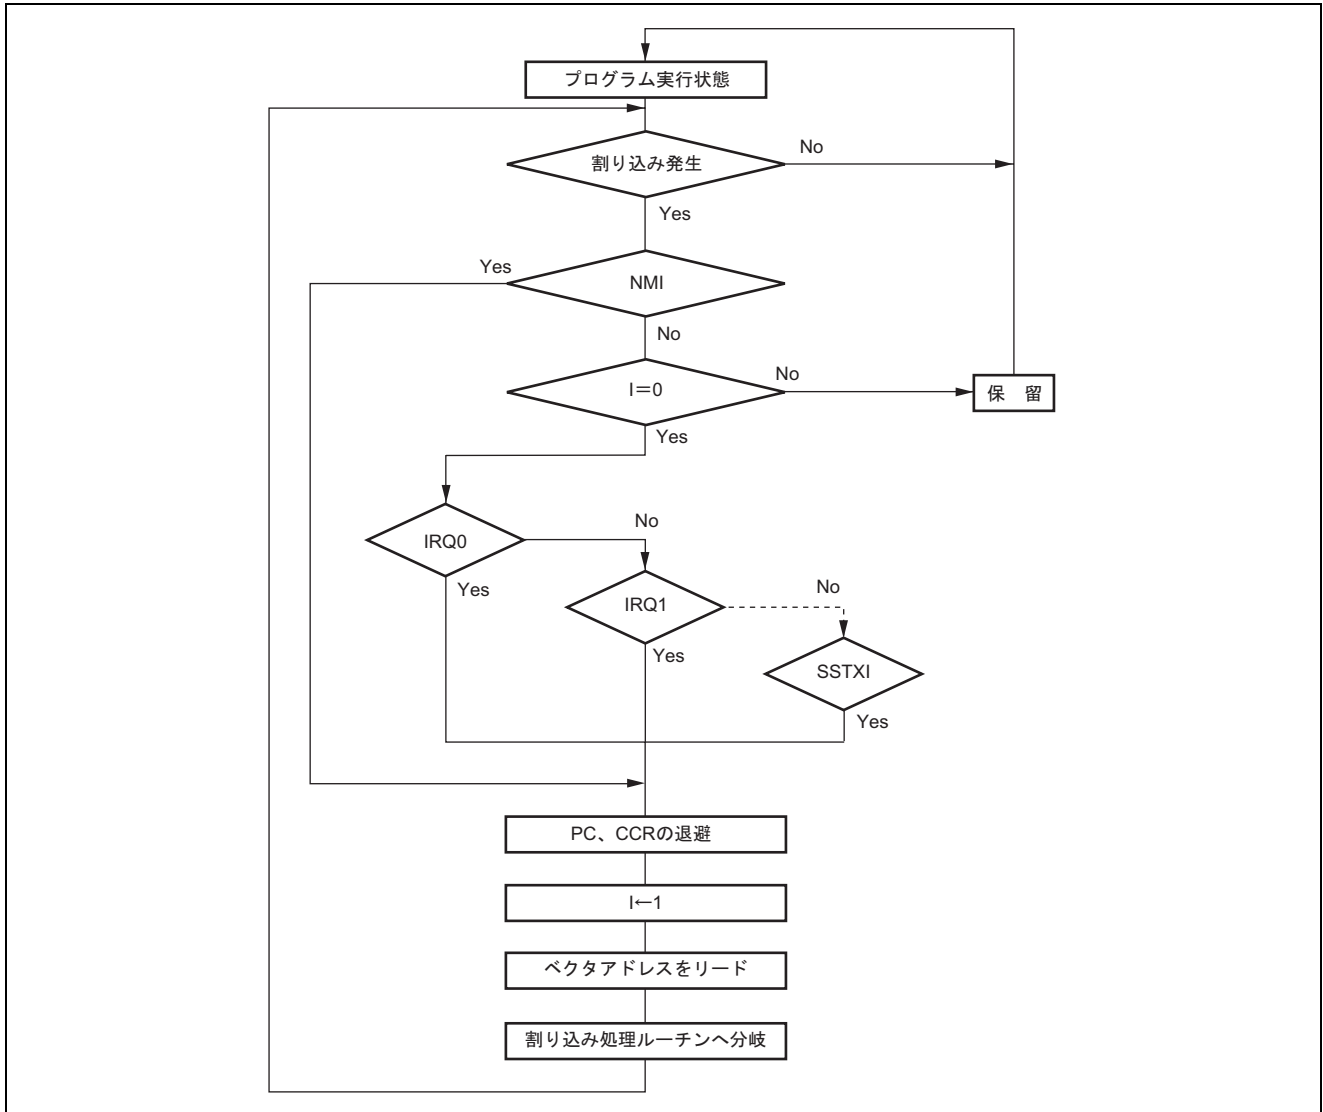 プログラム実行状態
割り込み発生
No
Yes
Yes
NMI
No
I＝0
No
保　留
Yes
IRQ0
No
Yes
IRQ1
No
Yes
SSTXI
Yes
PC、CCRの退避
I←1
ベクタアドレスをリード
割り込み処理ルーチンへ分岐